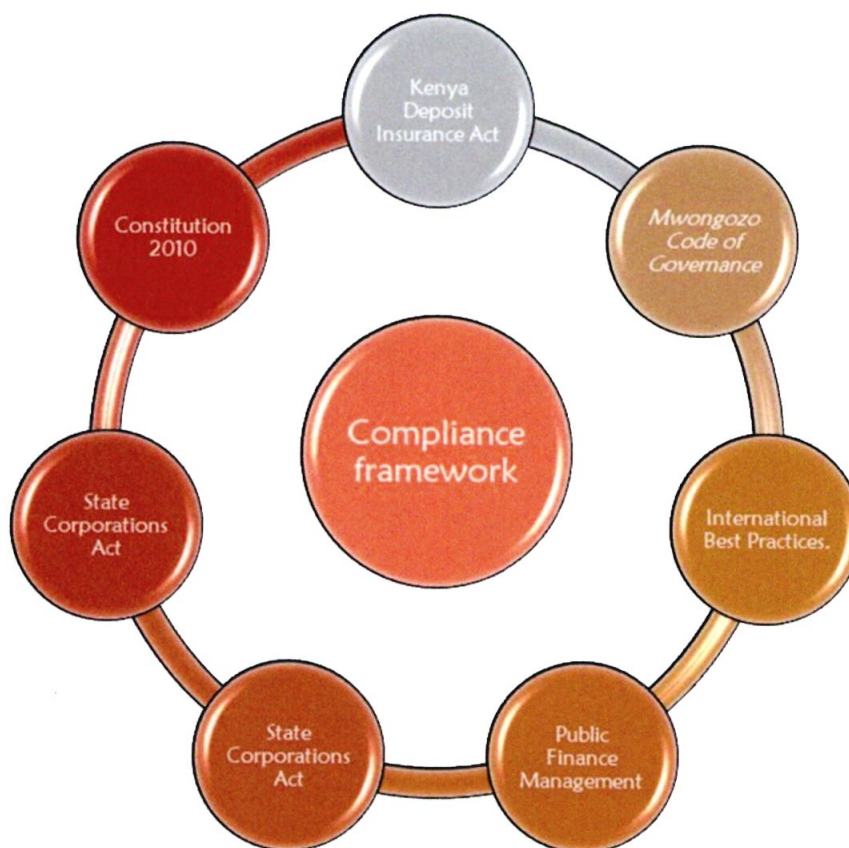 Kenya
Deposit
Insurance Act
Mwongozo
Code of
Governance
International
Best Practices.
Public
Finance
Management
State
Corporations
Act
State
Corporations
Act
Constitution
2010
Compliance
framework